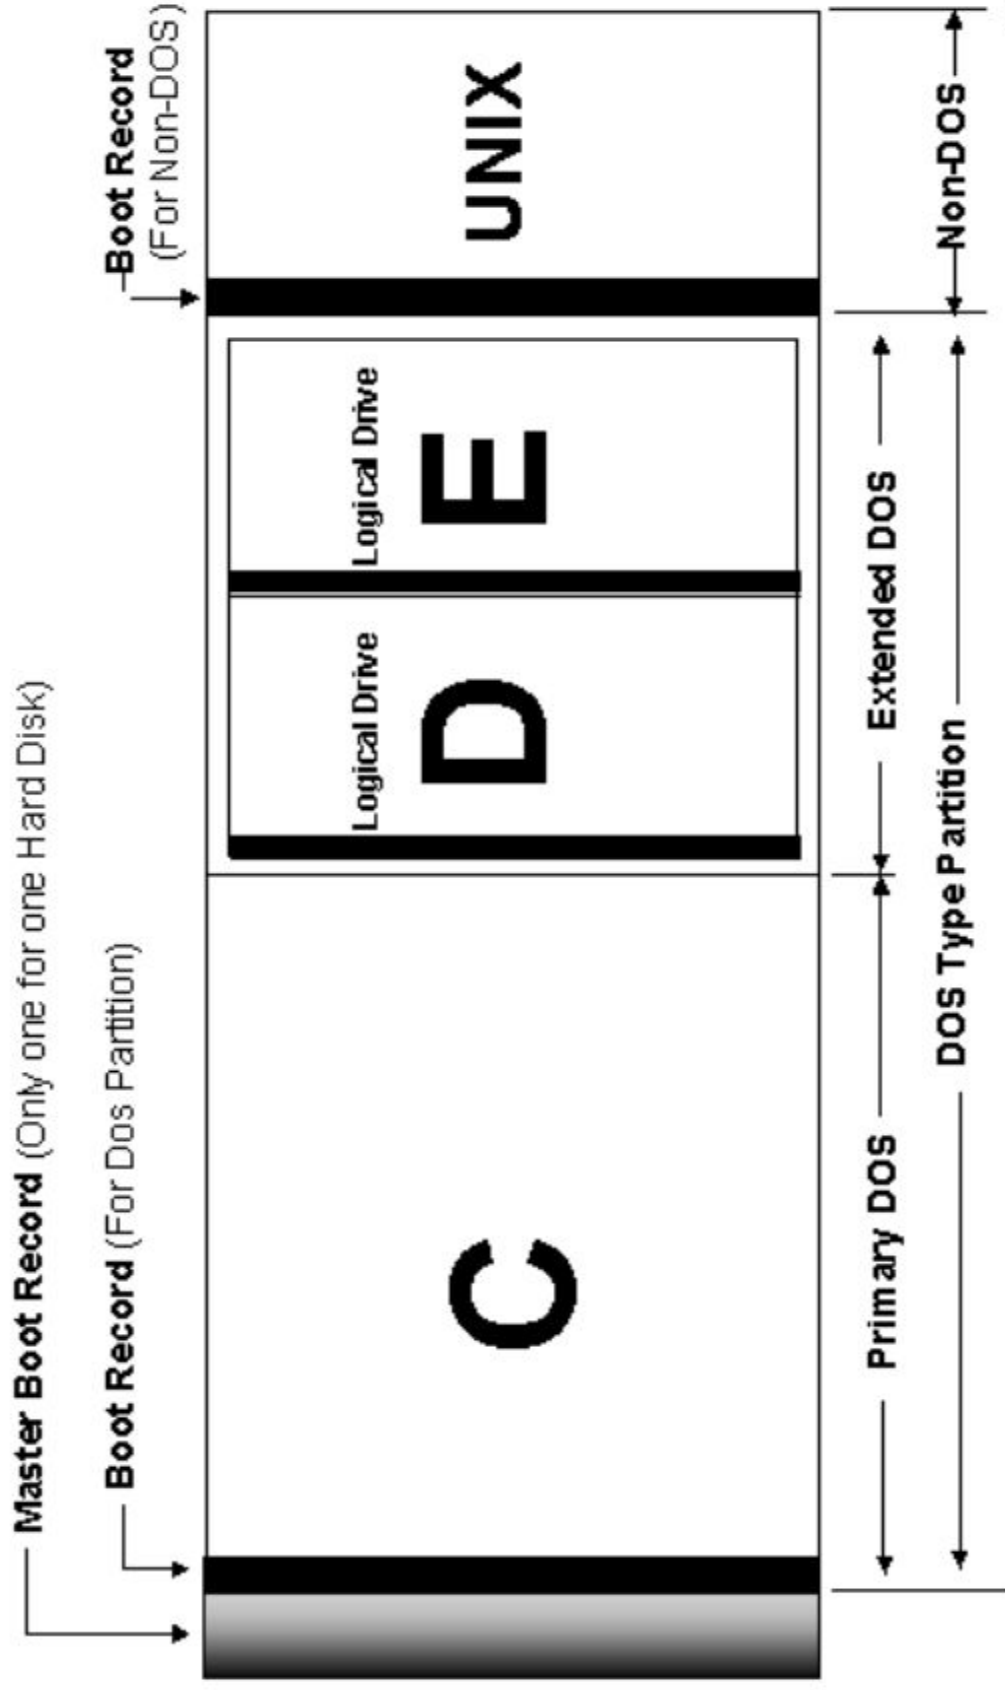 Master Boot Record (Only one for one Hard Disk)
Boot Record (For Dos Partition)
Boot Record
(For Non-DOS)
C
Logical Drive
D
Logical Drive
E
UNIX
Primary DOS
Extended DOS
Non-DOS
DOS Type Partition